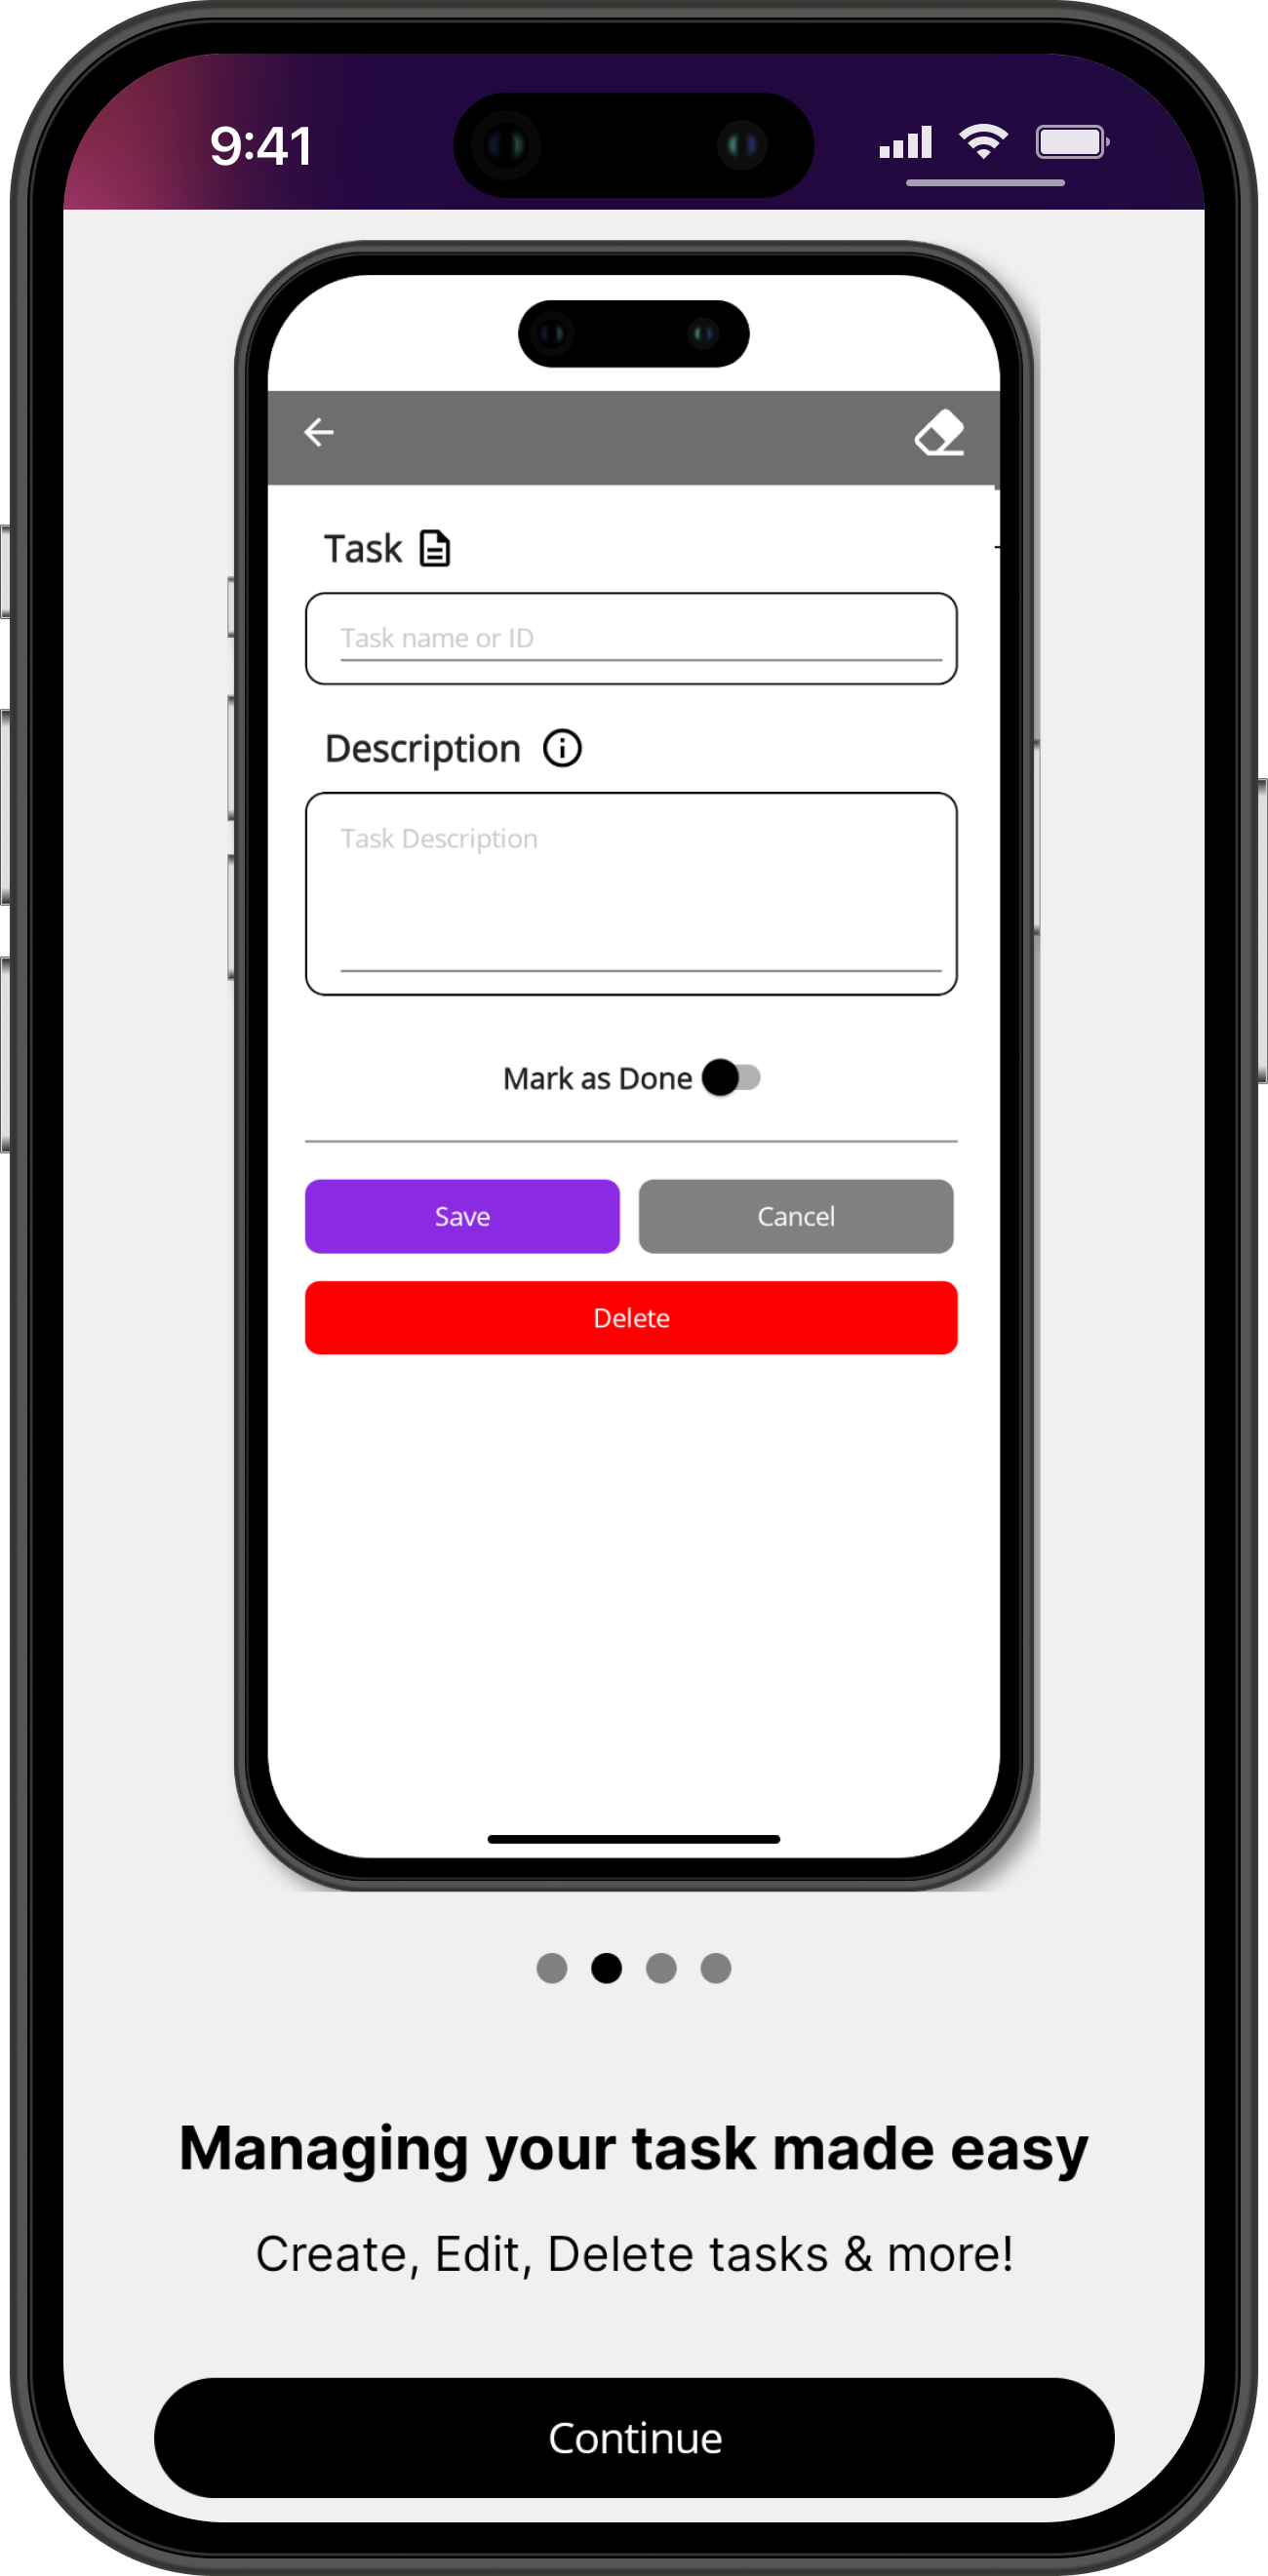 9:41
Task
Task name or ID
Description
Task Description
Mark as Done
Save Cancel
Delete
Managing your task made easy
Create, Edit, Delete tasks & more!
Continue